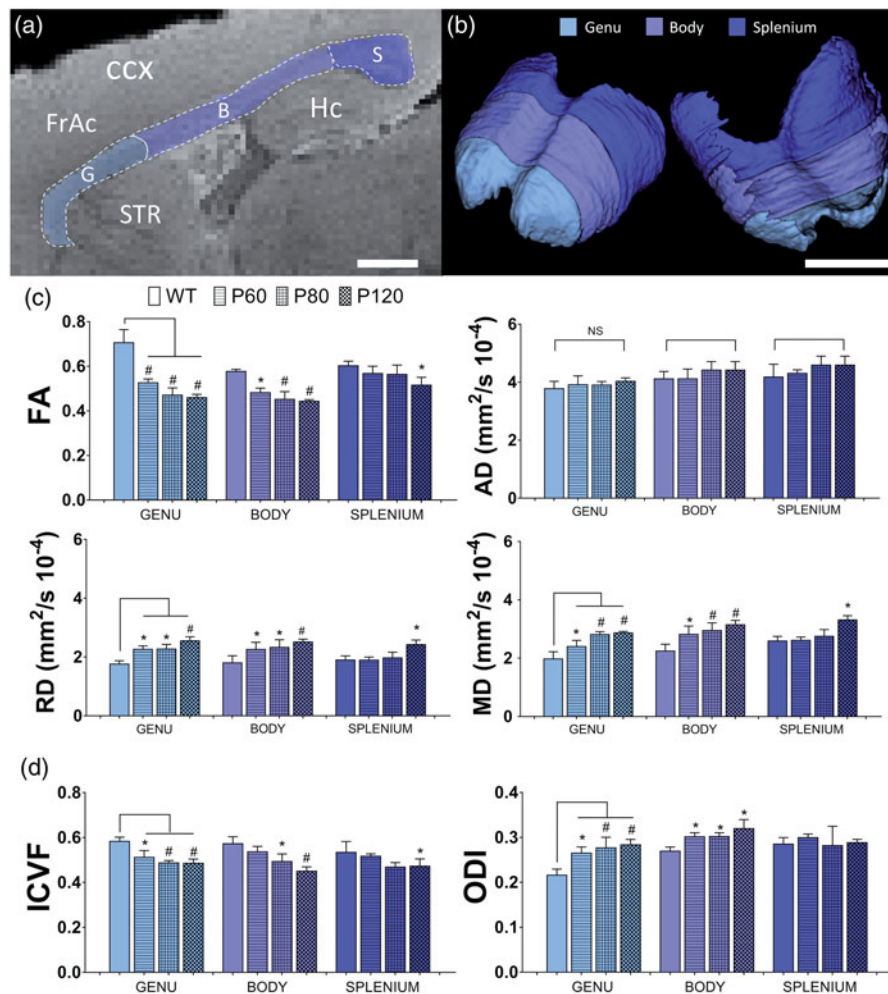 (a)
CCX
S
B
Hc
FrAc
G
STR
(b)
Genu Body Splenium
(c)
WT P60 P80 P120
FA
0.8
0.6
0.4
0.2
0.0
# # #
* # #
*
GENU BODY SPLENIUM
AD (mm²/s 10⁻⁴)
6
4
2
0
NS
GENU BODY SPLENIUM
RD (mm²/s 10⁻⁴)
6
4
2
0
* * #
* * #
*
GENU BODY SPLENIUM
MD (mm²/s 10⁻⁴)
6
4
2
0
* # #
* # #
*
GENU BODY SPLENIUM
(d)
ICVF
0.8
0.6
0.4
0.2
0.0
* # #
* #
*
GENU BODY SPLENIUM
ODI
0.4
0.3
0.2
0.1
0.0
* # #
* * *
GENU BODY SPLENIUM